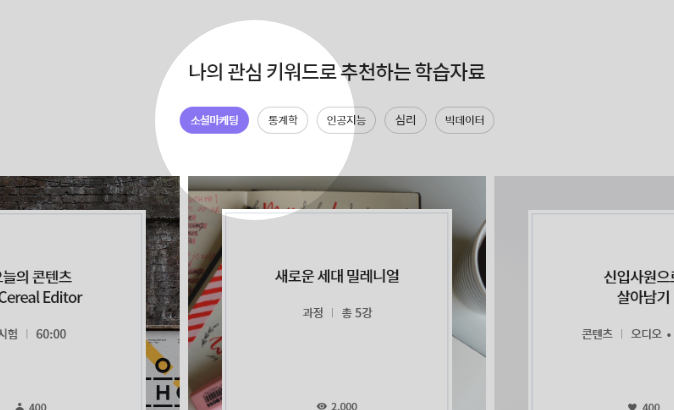 나의 관심 키워드로 추천하는 학습자료
소셜마케팅 통계학 인공지능 심리 빅데이터
오늘의 콘텐츠
Cereal Editor
시험 | 60:00
400
새로운 세대 밀레니얼
과정 | 총 5강
2,000
신입사원으로
살아남기
콘텐츠 | 오디오 •
400
H